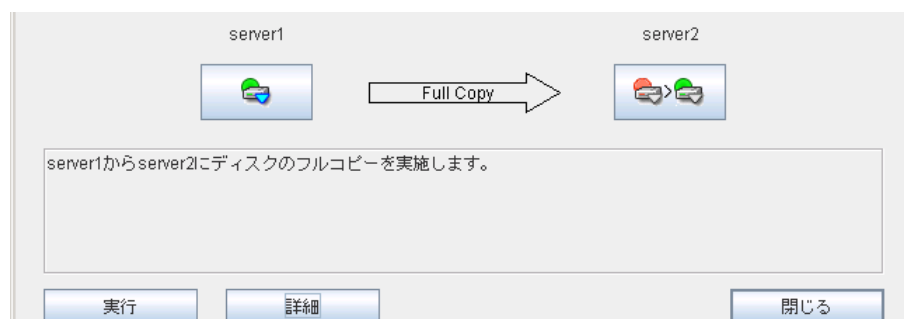 server1
server2
Full Copy
server1からserver2にディスクのフルコピーを実施します。
実行
詳細
閉じる